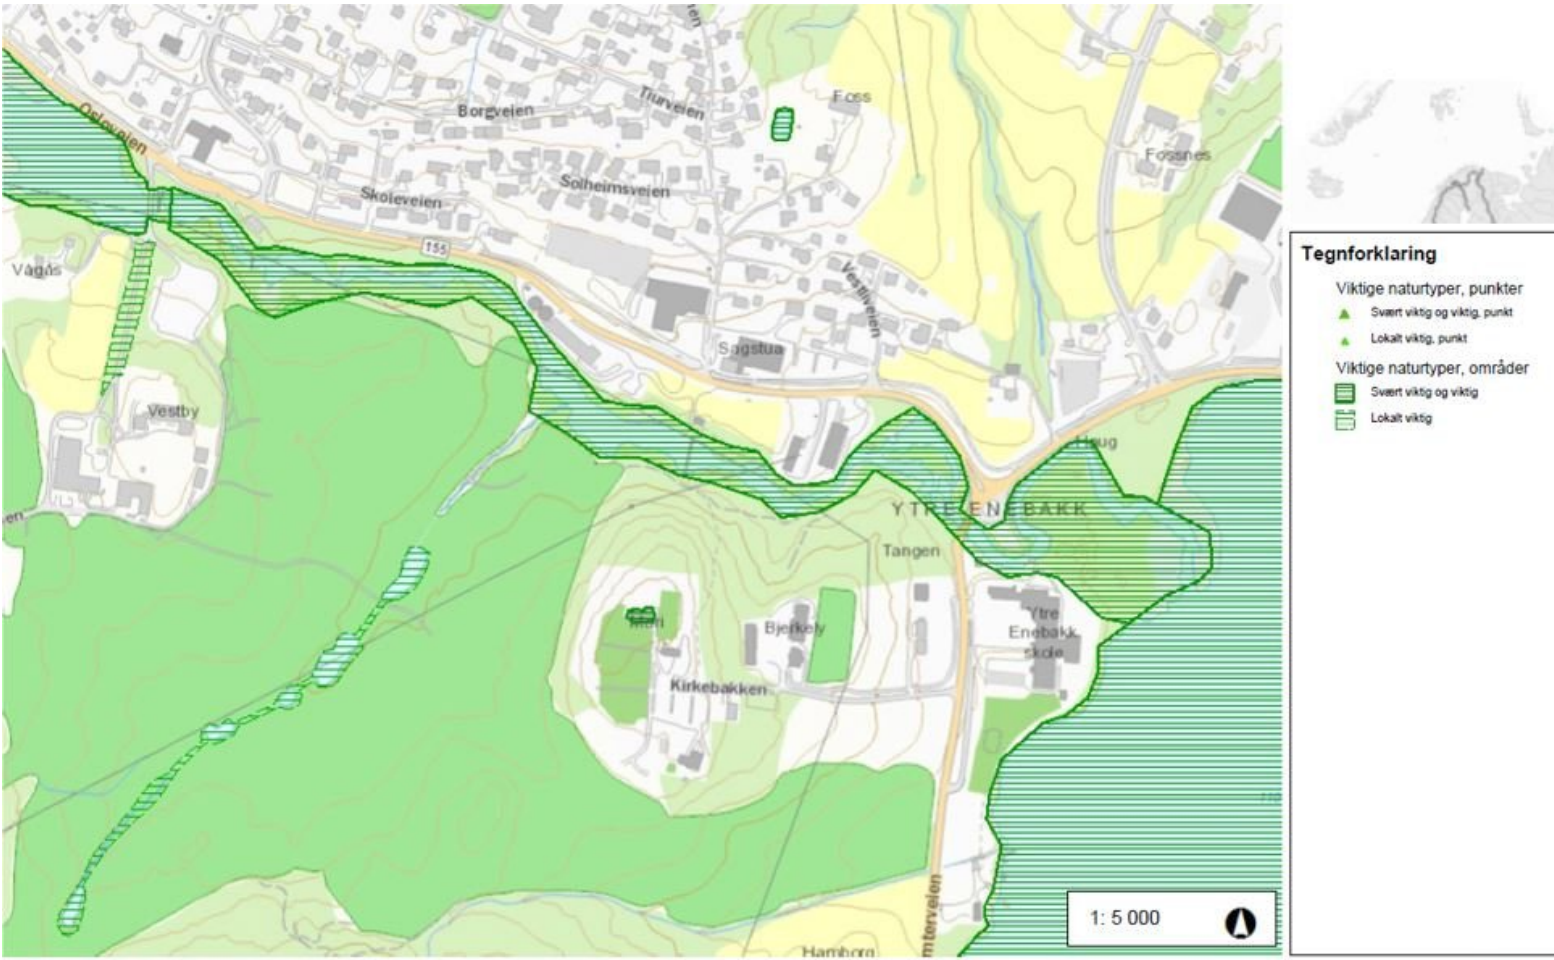 Borgveien
Tiurveien
Foss
Osloveien
Fossnes
Skoleveien
Solheimsveien
155
Vågås
Vestliveien
Sagstua
Vestby
Haug
YTRE ENEBAKK
Tangen
Mari
Bjerkely
Ytre
Enebakk
skole
Kirkebakken
Hamborg
1: 5 000
Tegnforklaring
Viktige naturtyper, punkter
Svært viktig og viktig, punkt
Lokalt viktig, punkt
Viktige naturtyper, områder
Svært viktig og viktig
Lokalt viktig